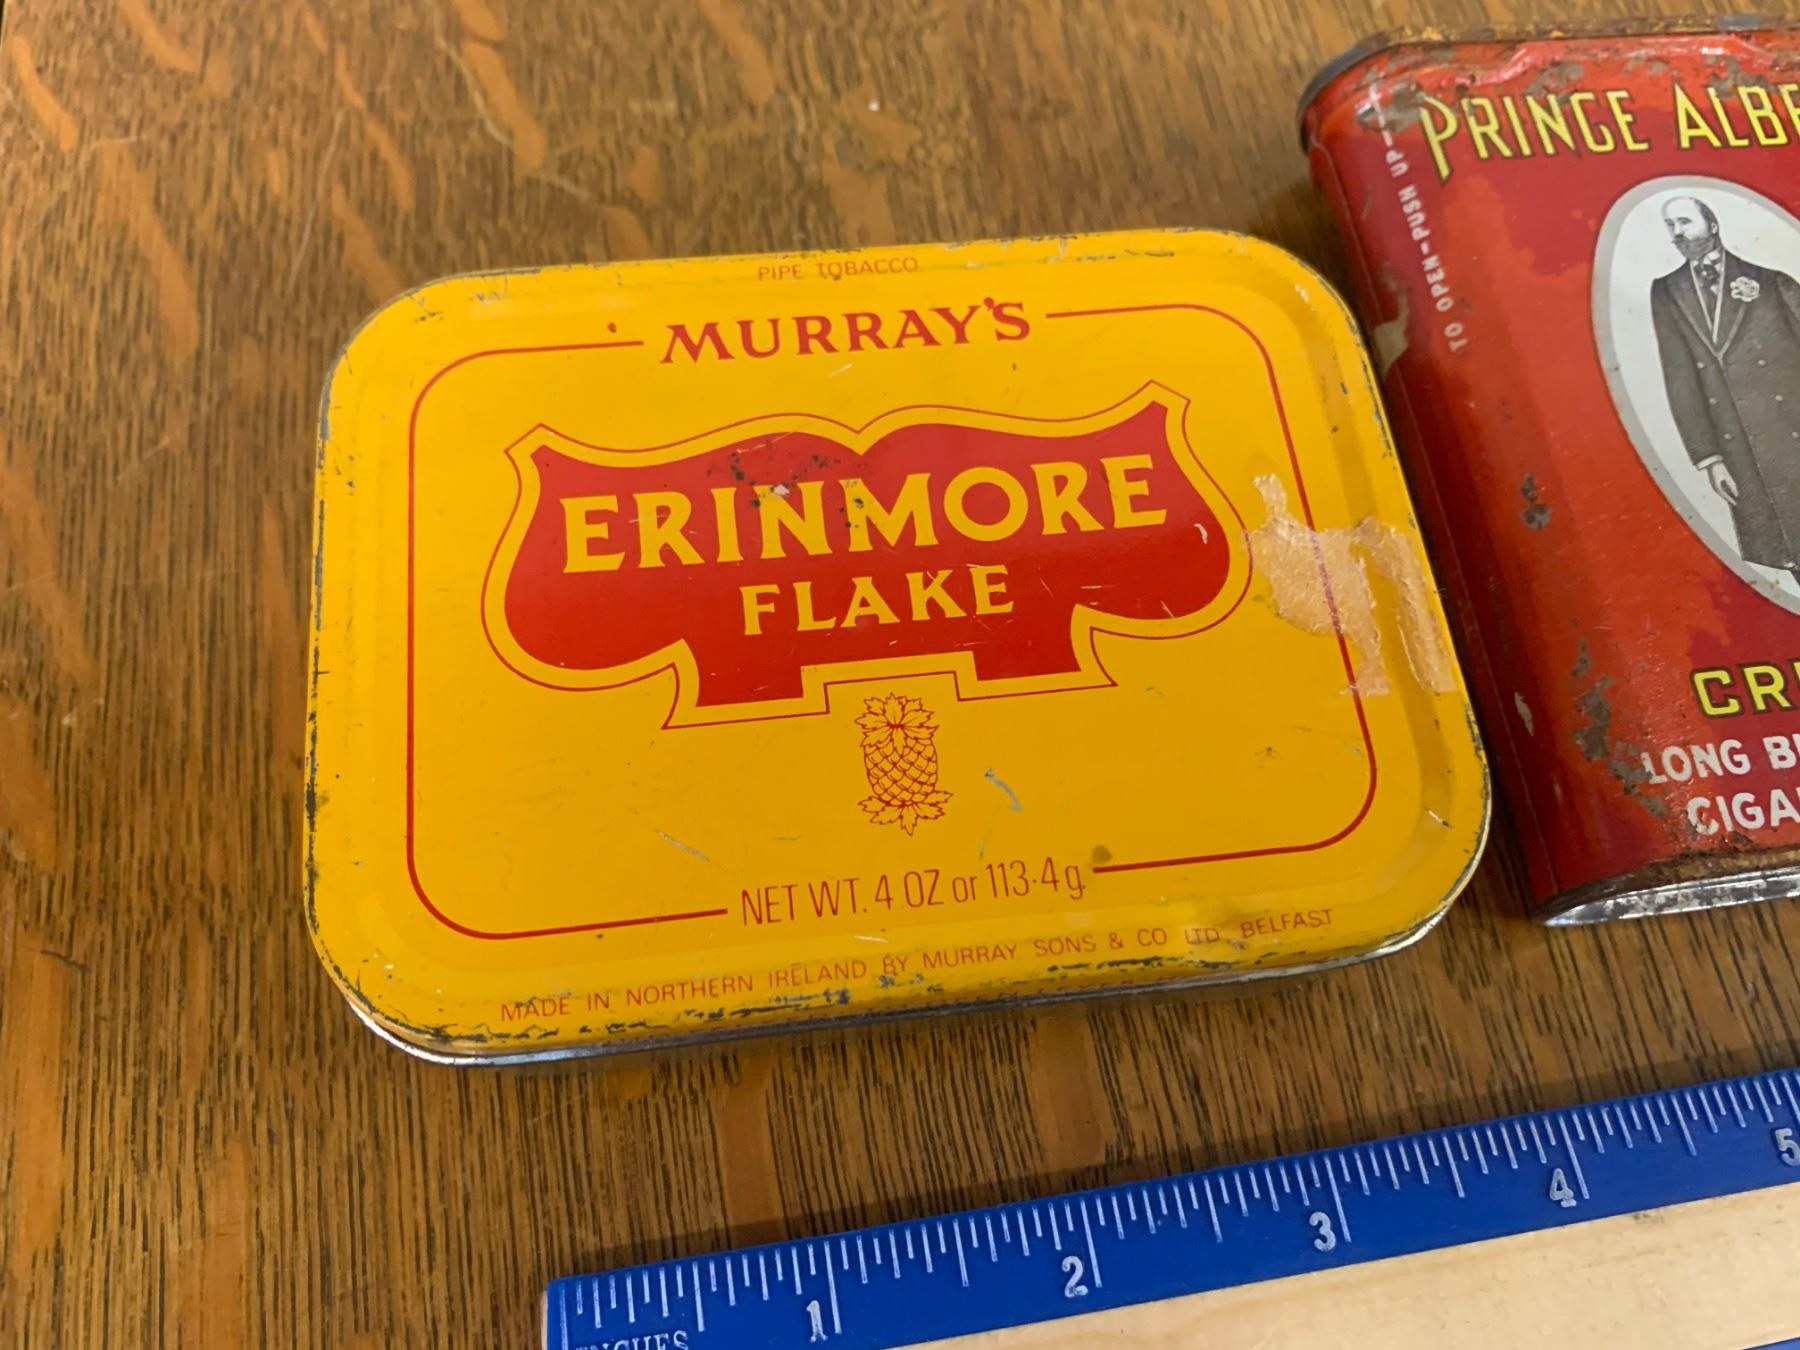 PIPE TOBACCO
MURRAY'S
ERINMORE
FLAKE
NET WT. 4 OZ or 113·4g.
MADE IN NORTHERN IRELAND BY MURRAY, SONS & CO LTD, BELFAST
PRINCE ALBE
TO OPEN-PUSH UP-
CR
LONG B
CIGA
1 2 3 4 5
INCHES